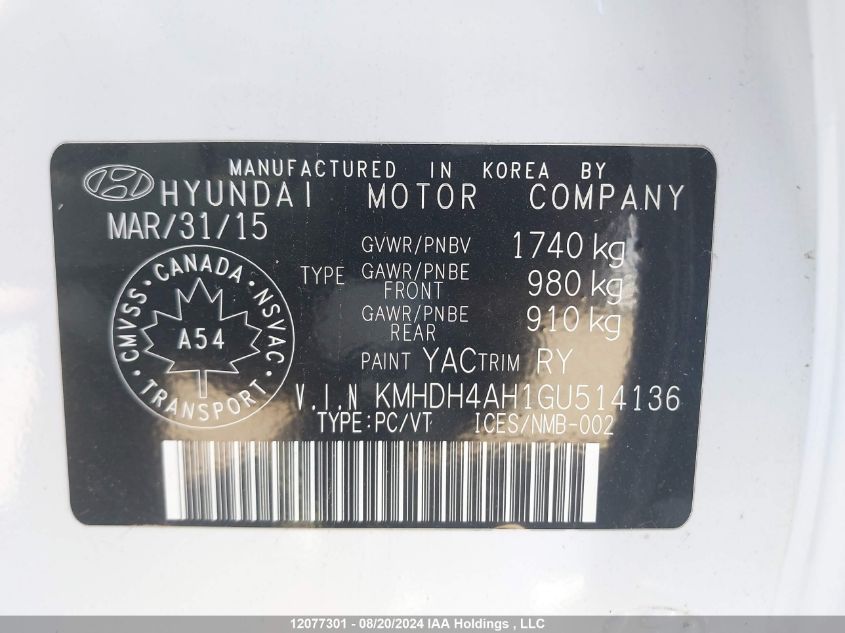 MANUFACTURED IN KOREA BY
HYUNDAI MOTOR COMPANY
MAR/31/15
GVWR/PNBV 1740 kg
TYPE GAWR/PNBE FRONT 980 kg
GAWR/PNBE REAR 910 kg
CANADA
CMVSS NSVAC
A54
TRANSPORT
PAINT YAC TRIM RY
V.I.N KMHDH4AH1GU514136
TYPE:PC/VT ICES/NMB-002
12077301 - 08/20/2024 IAA Holdings , LLC